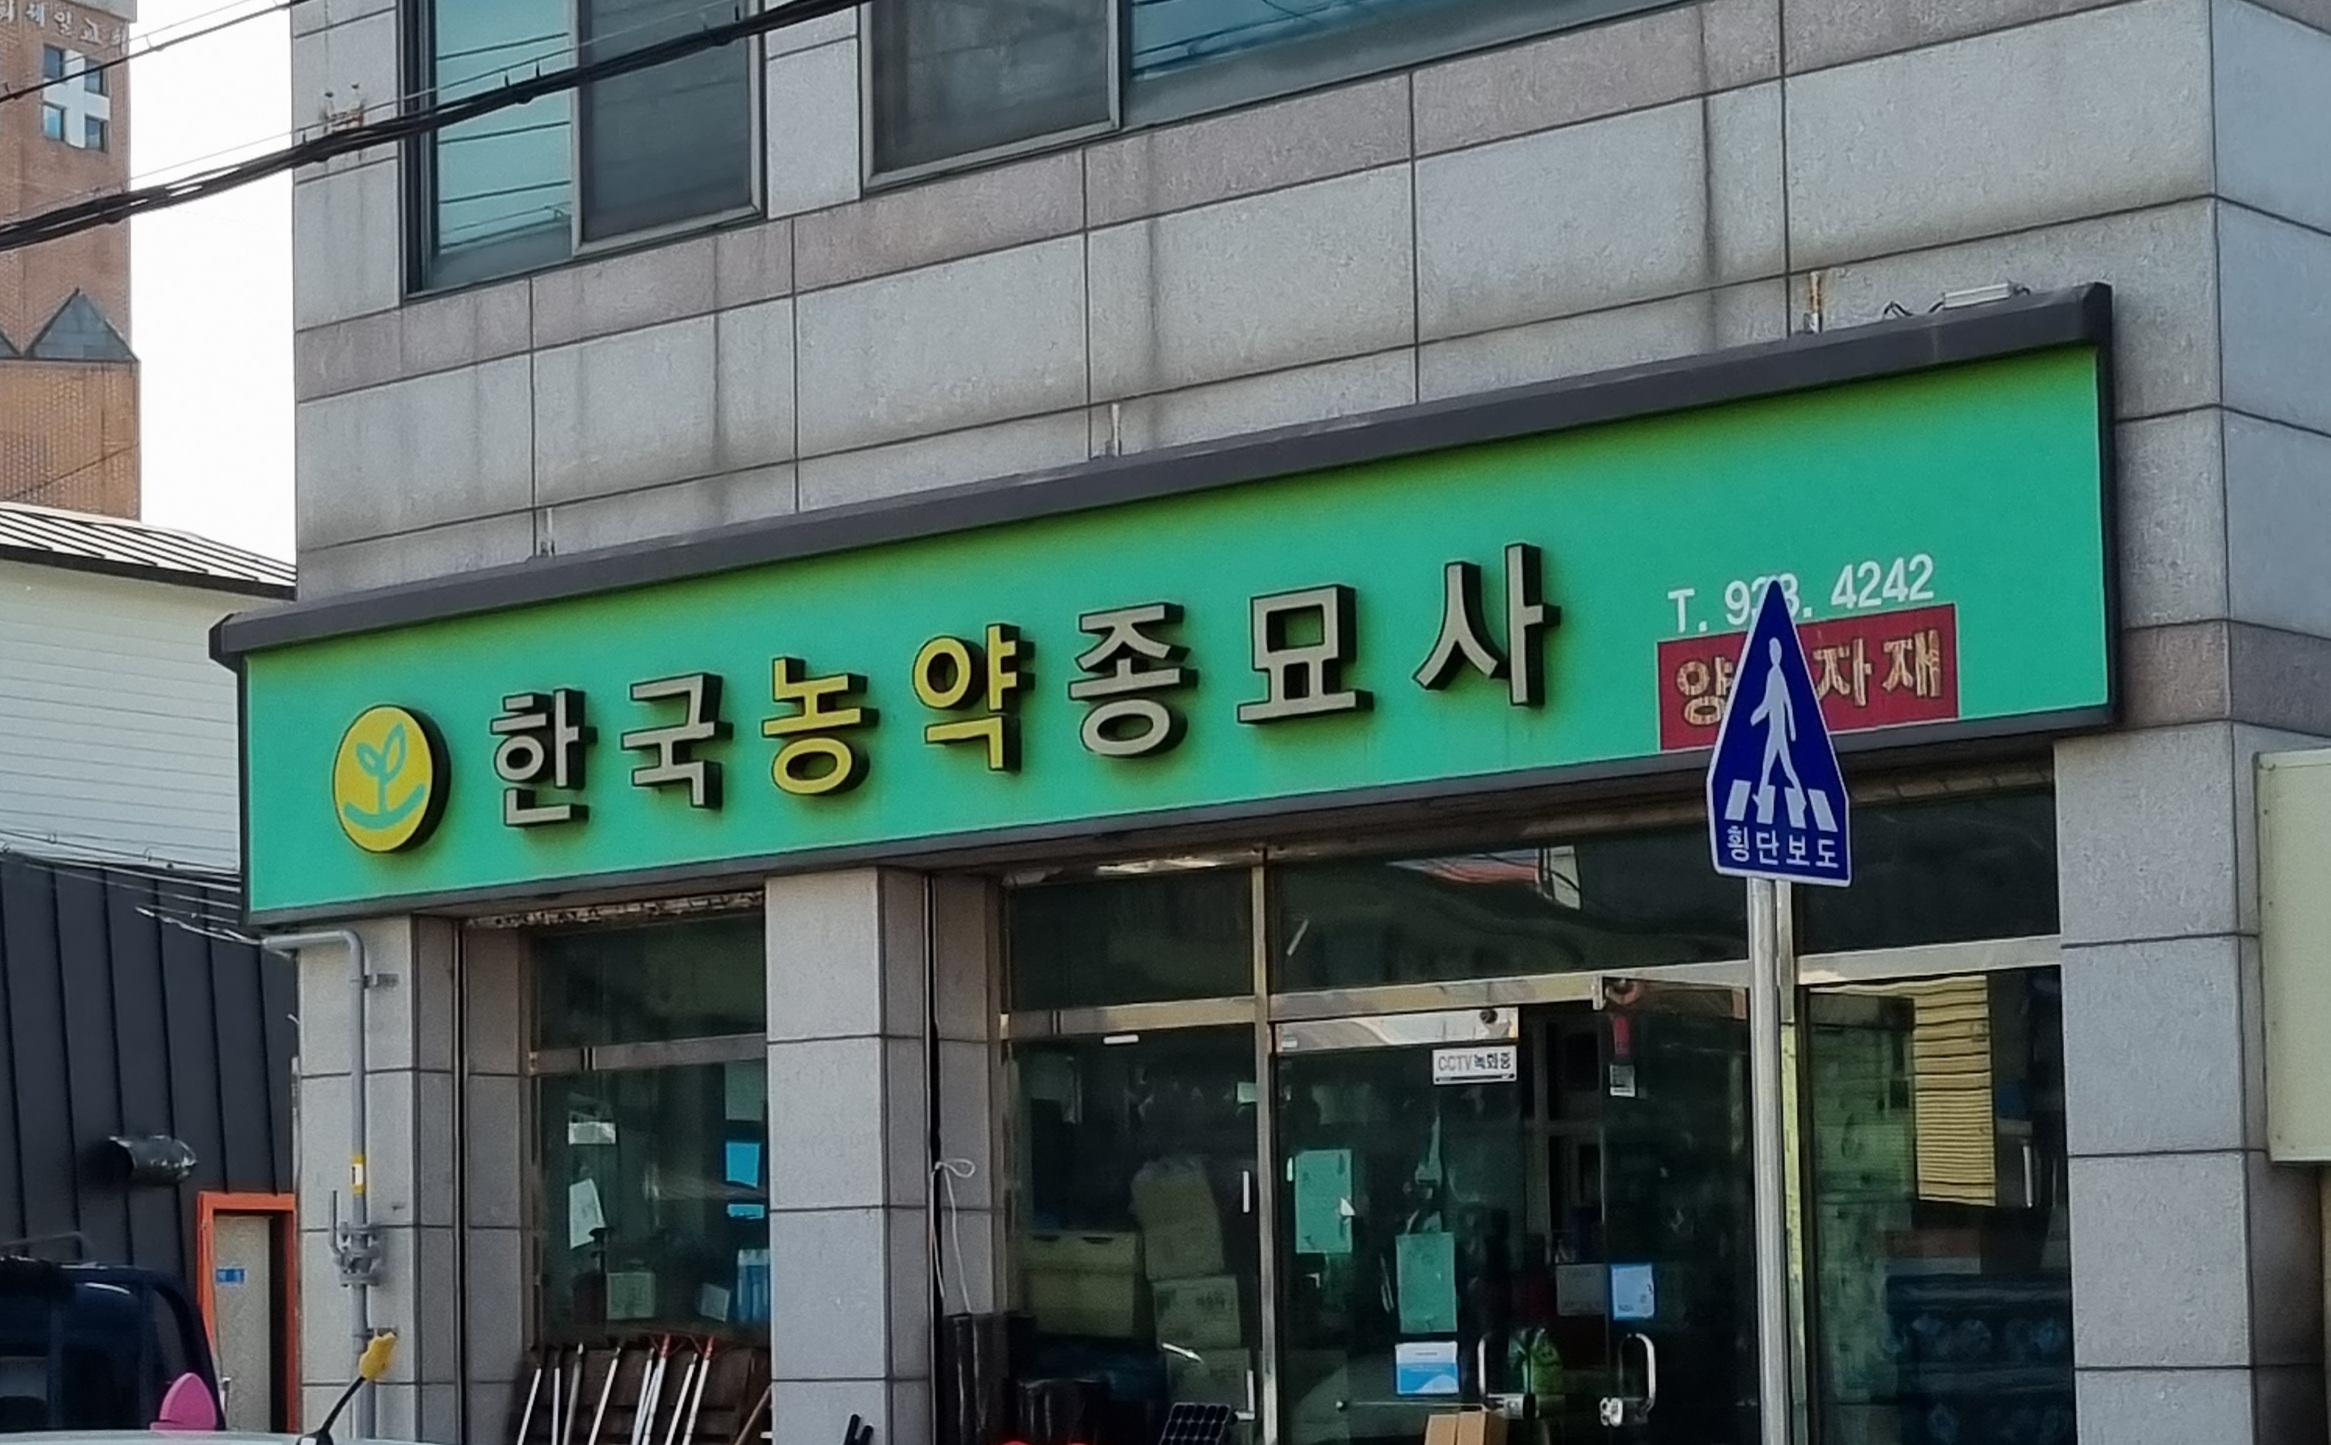 한국농약종묘사
T. 4242
자재
횡단보도
CCTV녹화중